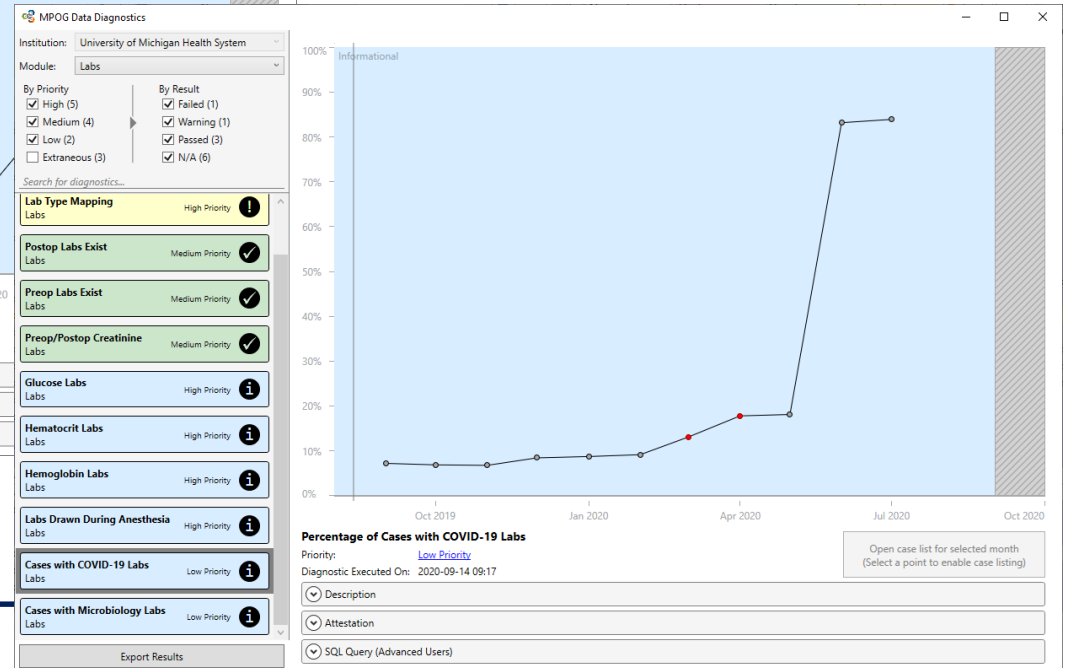 MPOG Data Diagnostics
Institution: University of Michigan Health System
Module: Labs
By Priority
By Result
High (5)
Failed (1)
Medium (4)
Warning (1)
Low (2)
Passed (3)
Extraneous (3)
N/A (6)
Search for diagnostics...
Lab Type Mapping
Labs
High Priority
Postop Labs Exist
Labs
Medium Priority
Preop Labs Exist
Labs
Medium Priority
Preop/Postop Creatinine
Labs
Medium Priority
Glucose Labs
Labs
High Priority
Hematocrit Labs
Labs
High Priority
Hemoglobin Labs
Labs
High Priority
Labs Drawn During Anesthesia
Labs
High Priority
Cases with COVID-19 Labs
Labs
Low Priority
Cases with Microbiology Labs
Labs
Low Priority
Export Results
Informational
100%
90%
80%
70%
60%
50%
40%
30%
20%
10%
0%
Oct 2019
Jan 2020
Apr 2020
Jul 2020
Oct 2020
Percentage of Cases with COVID-19 Labs
Priority: Low Priority
Diagnostic Executed On: 2020-09-14 09:17
Open case list for selected month
(Select a point to enable case listing)
Description
Attestation
SQL Query (Advanced Users)
20